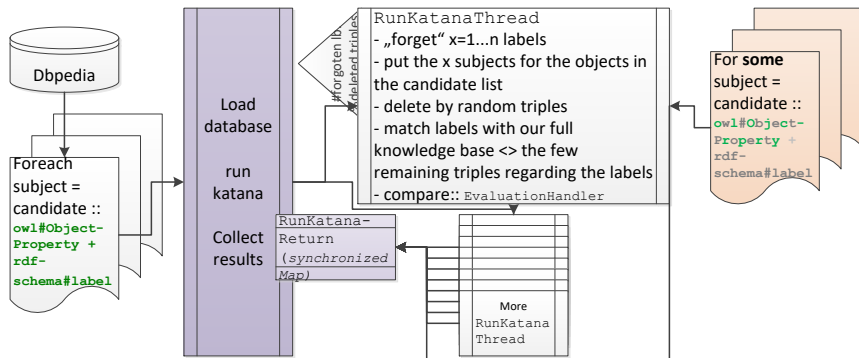 Dbpedia
Foreach
subject =
candidate ::
owl#Object-
Property +
rdf-
schema#label
Load
database
run
katana
Collect
results
#forgoten lb.
#deleted triples
RunKatanaThread
- „forget“ x=1...n labels
- put the x subjects for the objects in
the candidate list
- delete by random triples
- match labels with our full
knowledge base <> the few
remaining triples regarding the labels
- compare:: EvaluationHandler
RunKatana-
Return
(synchronized
Map)
More
RunKatana
Thread
For some
subject =
candidate ::
owl#Object-
Property +
rdf-
schema#label